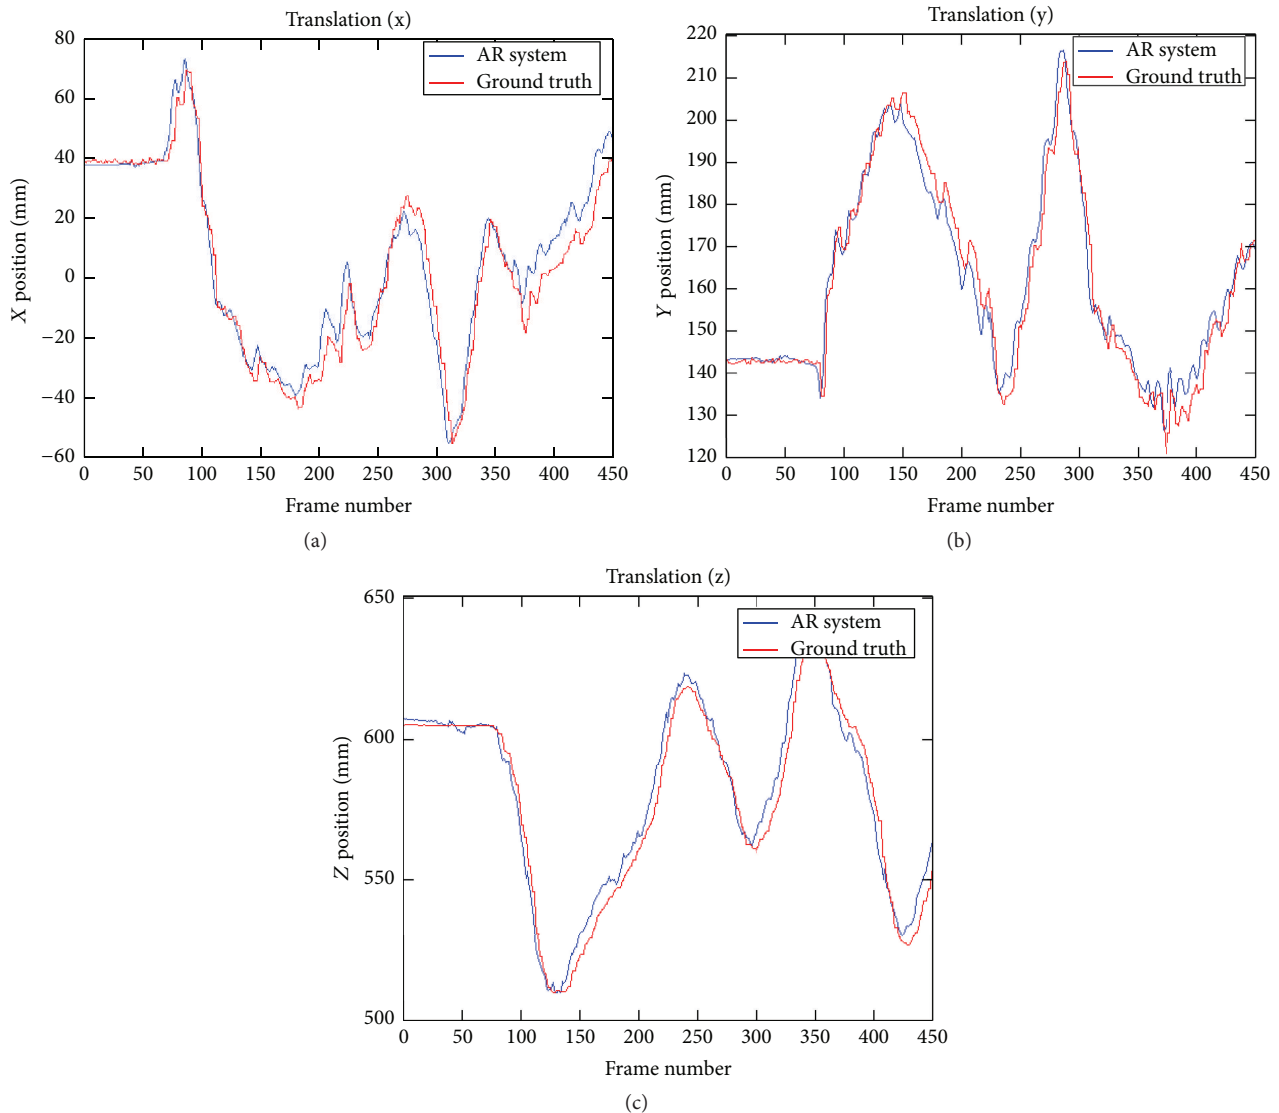 Translation (x)
80
60
40
20
0
−20
−40
−60
X position (mm)
AR system
Ground truth
0 50 100 150 200 250 300 350 400 450
Frame number
(a)
Translation (y)
220
210
200
190
180
170
160
150
140
130
120
Y position (mm)
AR system
Ground truth
0 50 100 150 200 250 300 350 400 450
Frame number
(b)
Translation (z)
650
600
550
500
Z position (mm)
AR system
Ground truth
0 50 100 150 200 250 300 350 400 450
Frame number
(c)